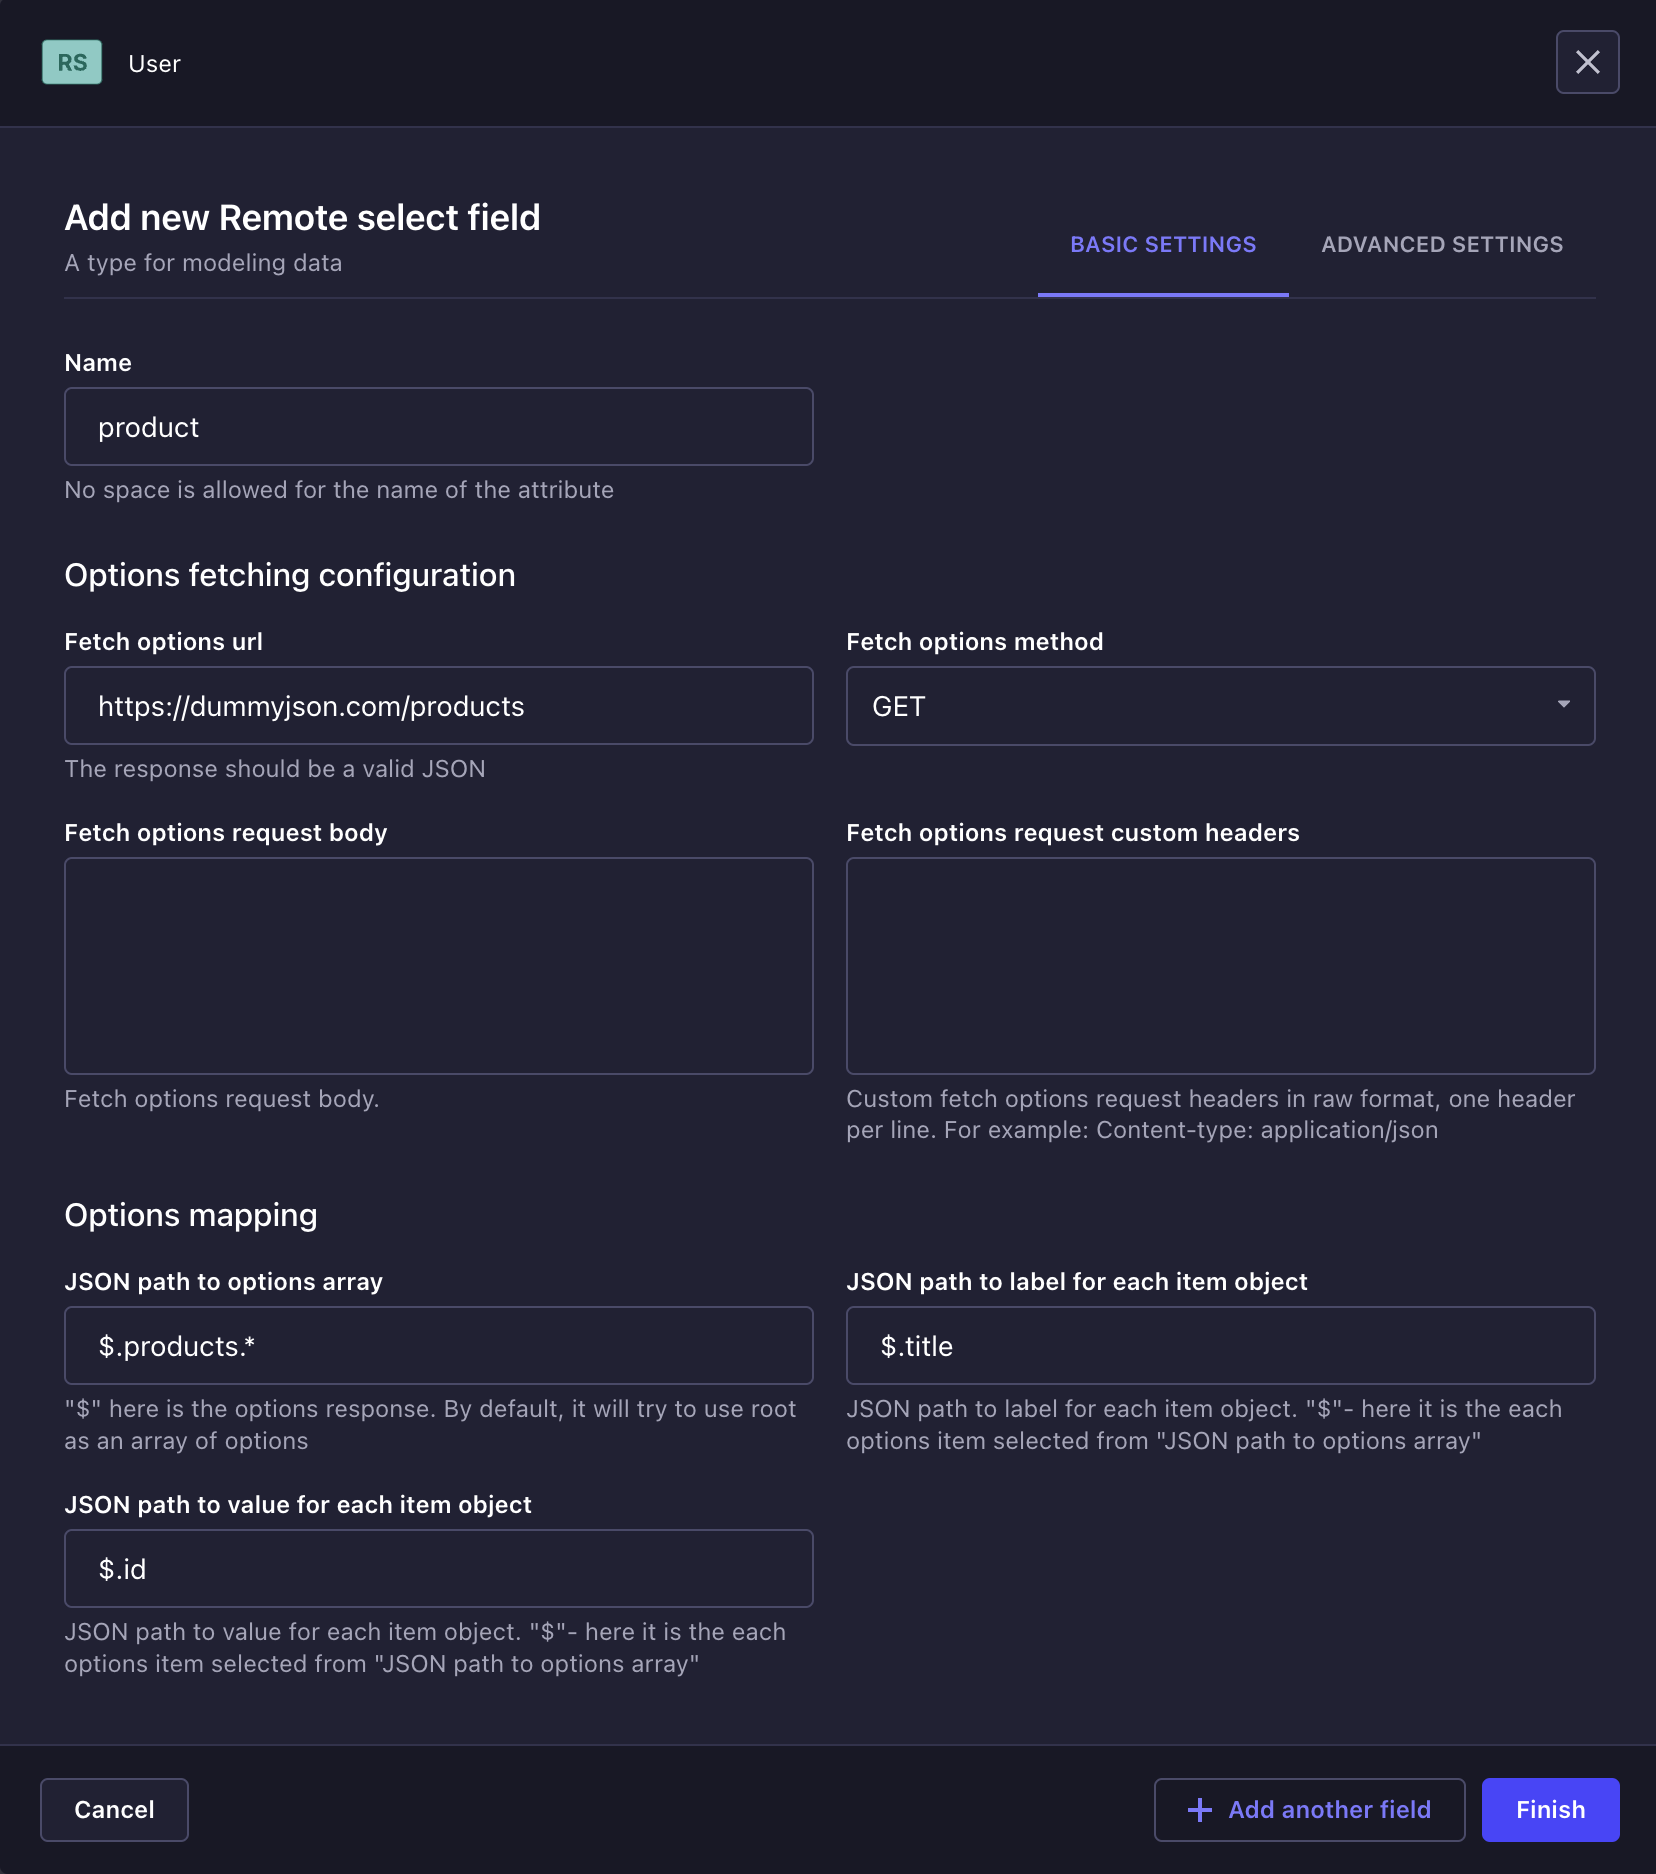 RS
User
Add new Remote select field
A type for modeling data
BASIC SETTINGS
ADVANCED SETTINGS
Name
product
No space is allowed for the name of the attribute
Options fetching configuration
Fetch options url
https://dummyjson.com/products
The response should be a valid JSON
Fetch options method
GET
Fetch options request body
Fetch options request body.
Fetch options request custom headers
Custom fetch options request headers in raw format, one header
per line. For example: Content-type: application/json
Options mapping
JSON path to options array
$.products.*
"$" here is the options response. By default, it will try to use root
as an array of options
JSON path to label for each item object
$.title
JSON path to label for each item object. "$"- here it is the each
options item selected from "JSON path to options array"
JSON path to value for each item object
$.id
JSON path to value for each item object. "$"- here it is the each
options item selected from "JSON path to options array"
Cancel
Add another field
Finish